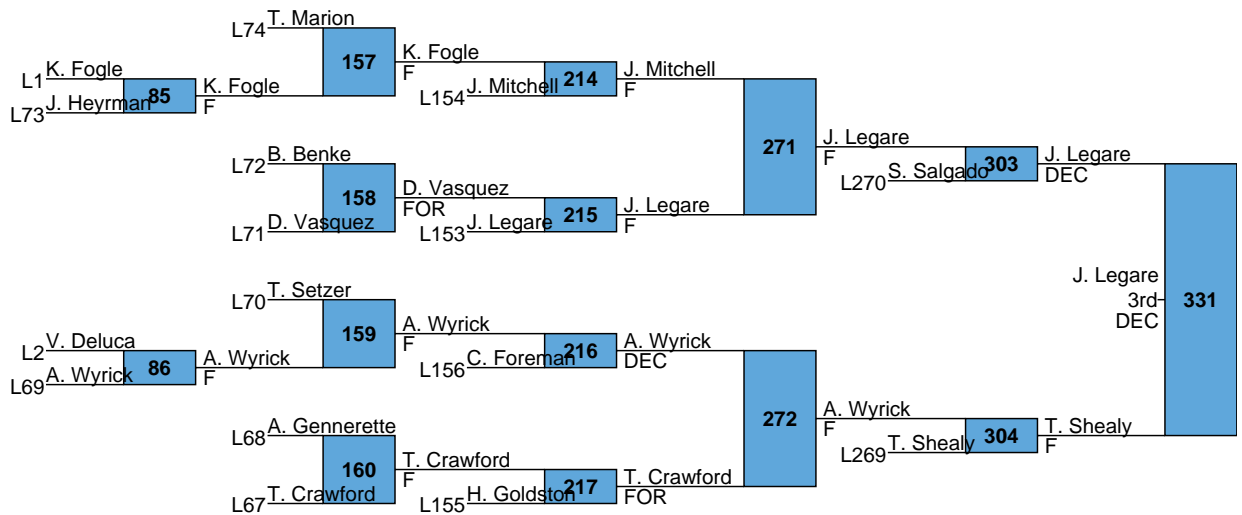 L74 T. Marion
157
K. Fogle
F
L1 K. Fogle
85
K. Fogle
F
L73 J. Heyrman
L154 J. Mitchell
214
J. Mitchell
F
L72 B. Benke
158
D. Vasquez
FOR
L71 D. Vasquez
L153 J. Legare
215
J. Legare
F
271
J. Legare
F
L270 S. Salgado
303
J. Legare
DEC
L70 T. Setzer
159
A. Wyrick
F
L2 V. Deluca
86
A. Wyrick
F
L69 A. Wyrick
L156 C. Foreman
216
A. Wyrick
DEC
L68 A. Gennerette
160
T. Crawford
F
L67 T. Crawford
L155 H. Goldston
217
T. Crawford
FOR
272
A. Wyrick
F
L269 T. Shealy
304
T. Shealy
F
J. Legare
3rd
DEC
331